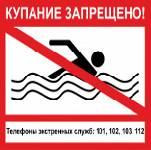 КУПАНИЕ ЗАПРЕЩЕНО!
Телефоны экстренных служб: 101, 102, 103 112